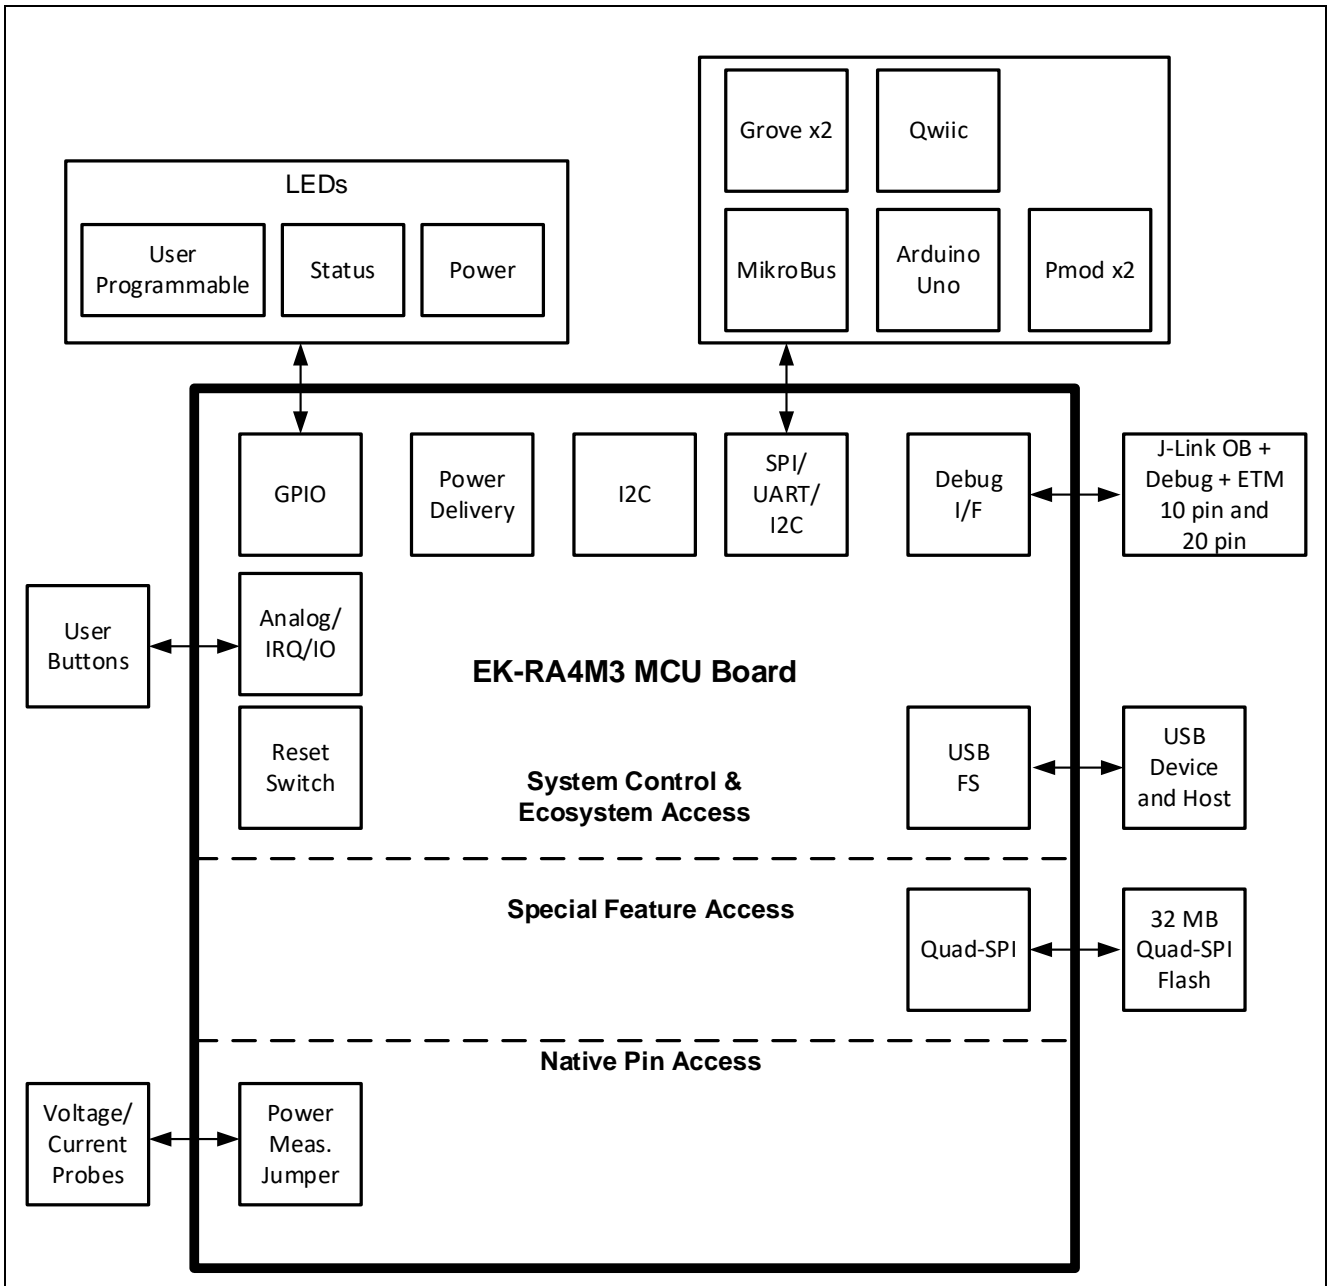 Grove x2
Qwiic
LEDs
User
Programmable
Status
Power
MikroBus
Arduino
Uno
Pmod x2
GPIO
Power
Delivery
I2C
SPI/
UART/
I2C
Debug
I/F
J-Link OB +
Debug + ETM
10 pin and
20 pin
User
Buttons
Analog/
IRQ/IO
EK-RA4M3 MCU Board
Reset
Switch
System Control &
Ecosystem Access
USB
FS
USB
Device
and Host
Special Feature Access
Quad-SPI
32 MB
Quad-SPI
Flash
Native Pin Access
Voltage/
Current
Probes
Power
Meas.
Jumper